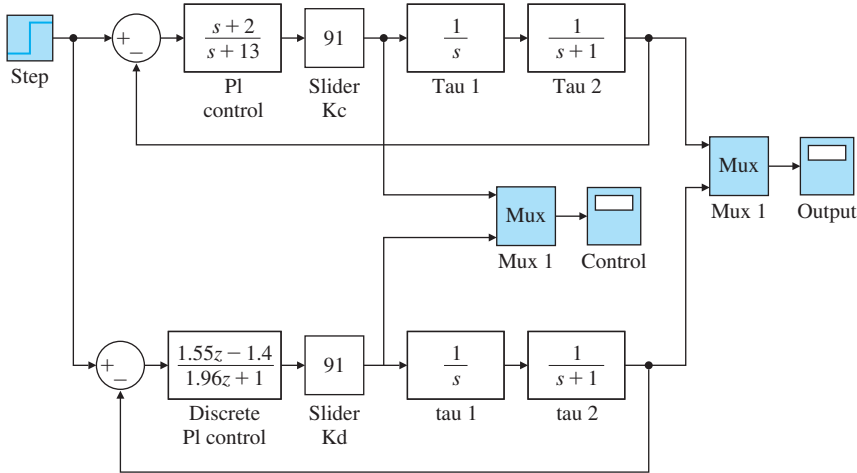 Step
+
−
s + 2
s + 13
Pl
control
91
Slider
Kc
1
s
Tau 1
1
s + 1
Tau 2
Mux
Mux 1
Output
Mux
Mux 1
Control
+
−
1.55z − 1.4
1.96z + 1
Discrete
Pl control
91
Slider
Kd
1
s
tau 1
1
s + 1
tau 2